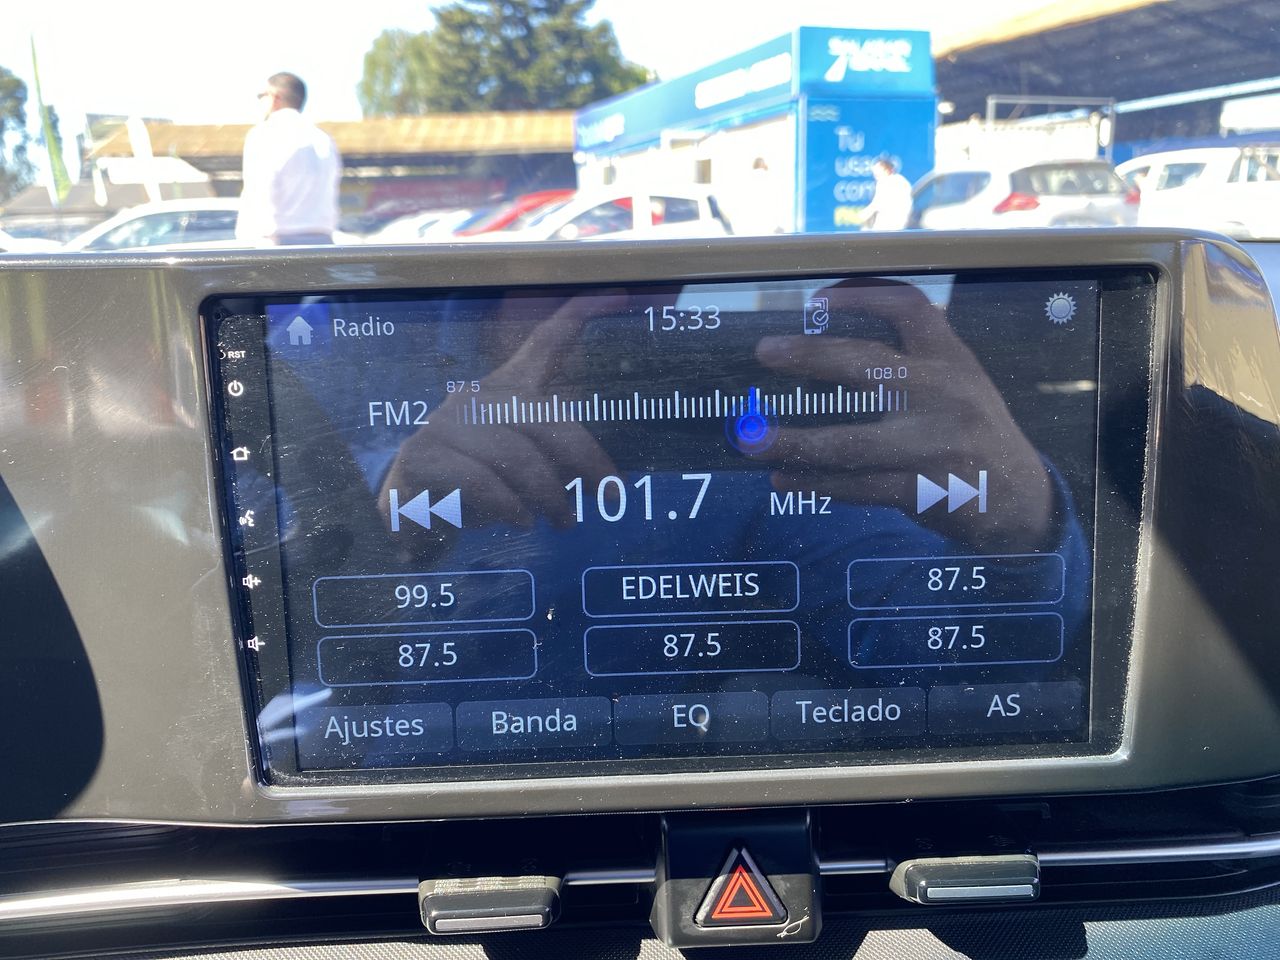 Tu
usado
Radio
15:33
RST
87.5
108.0
FM2
101.7 MHz
99.5
EDELWEIS
87.5
87.5
87.5
87.5
Ajustes
Banda
EQ
Teclado
AS